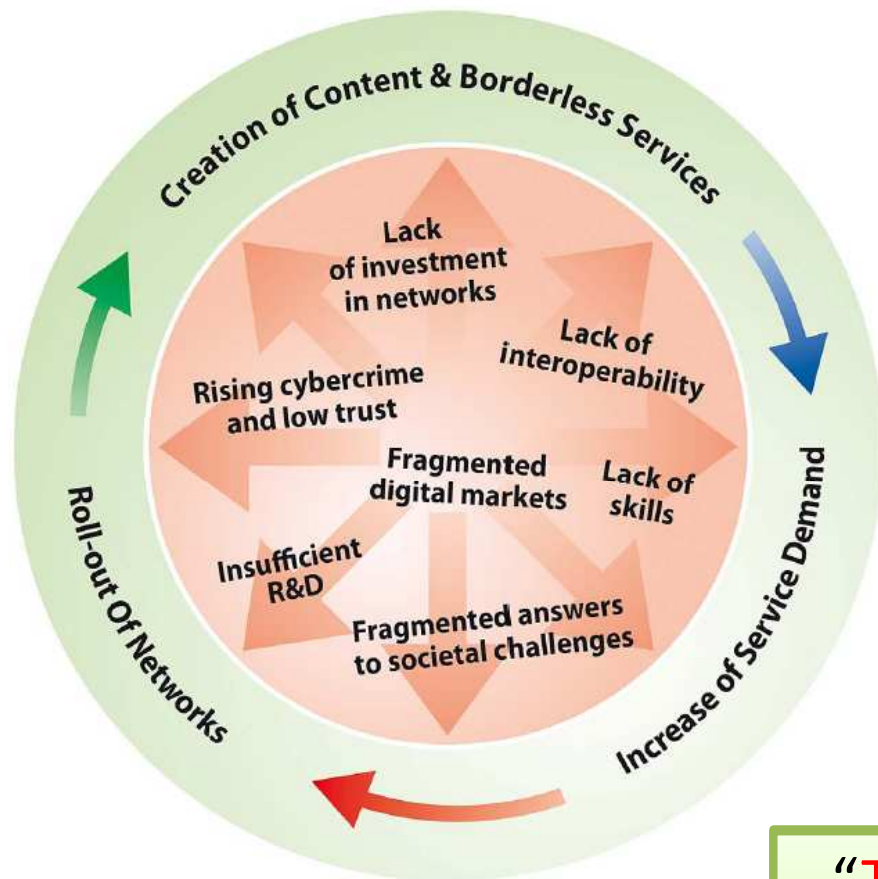 Creation of Content & Borderless Services
Lack
of investment
in networks
Lack of
interoperability
Rising cybercrime
and low trust
Fragmented
digital markets
Lack of
skills
Insufficient
R&D
Fragmented answers
to societal challenges
Increase of Service Demand
Roll-out Of Networks